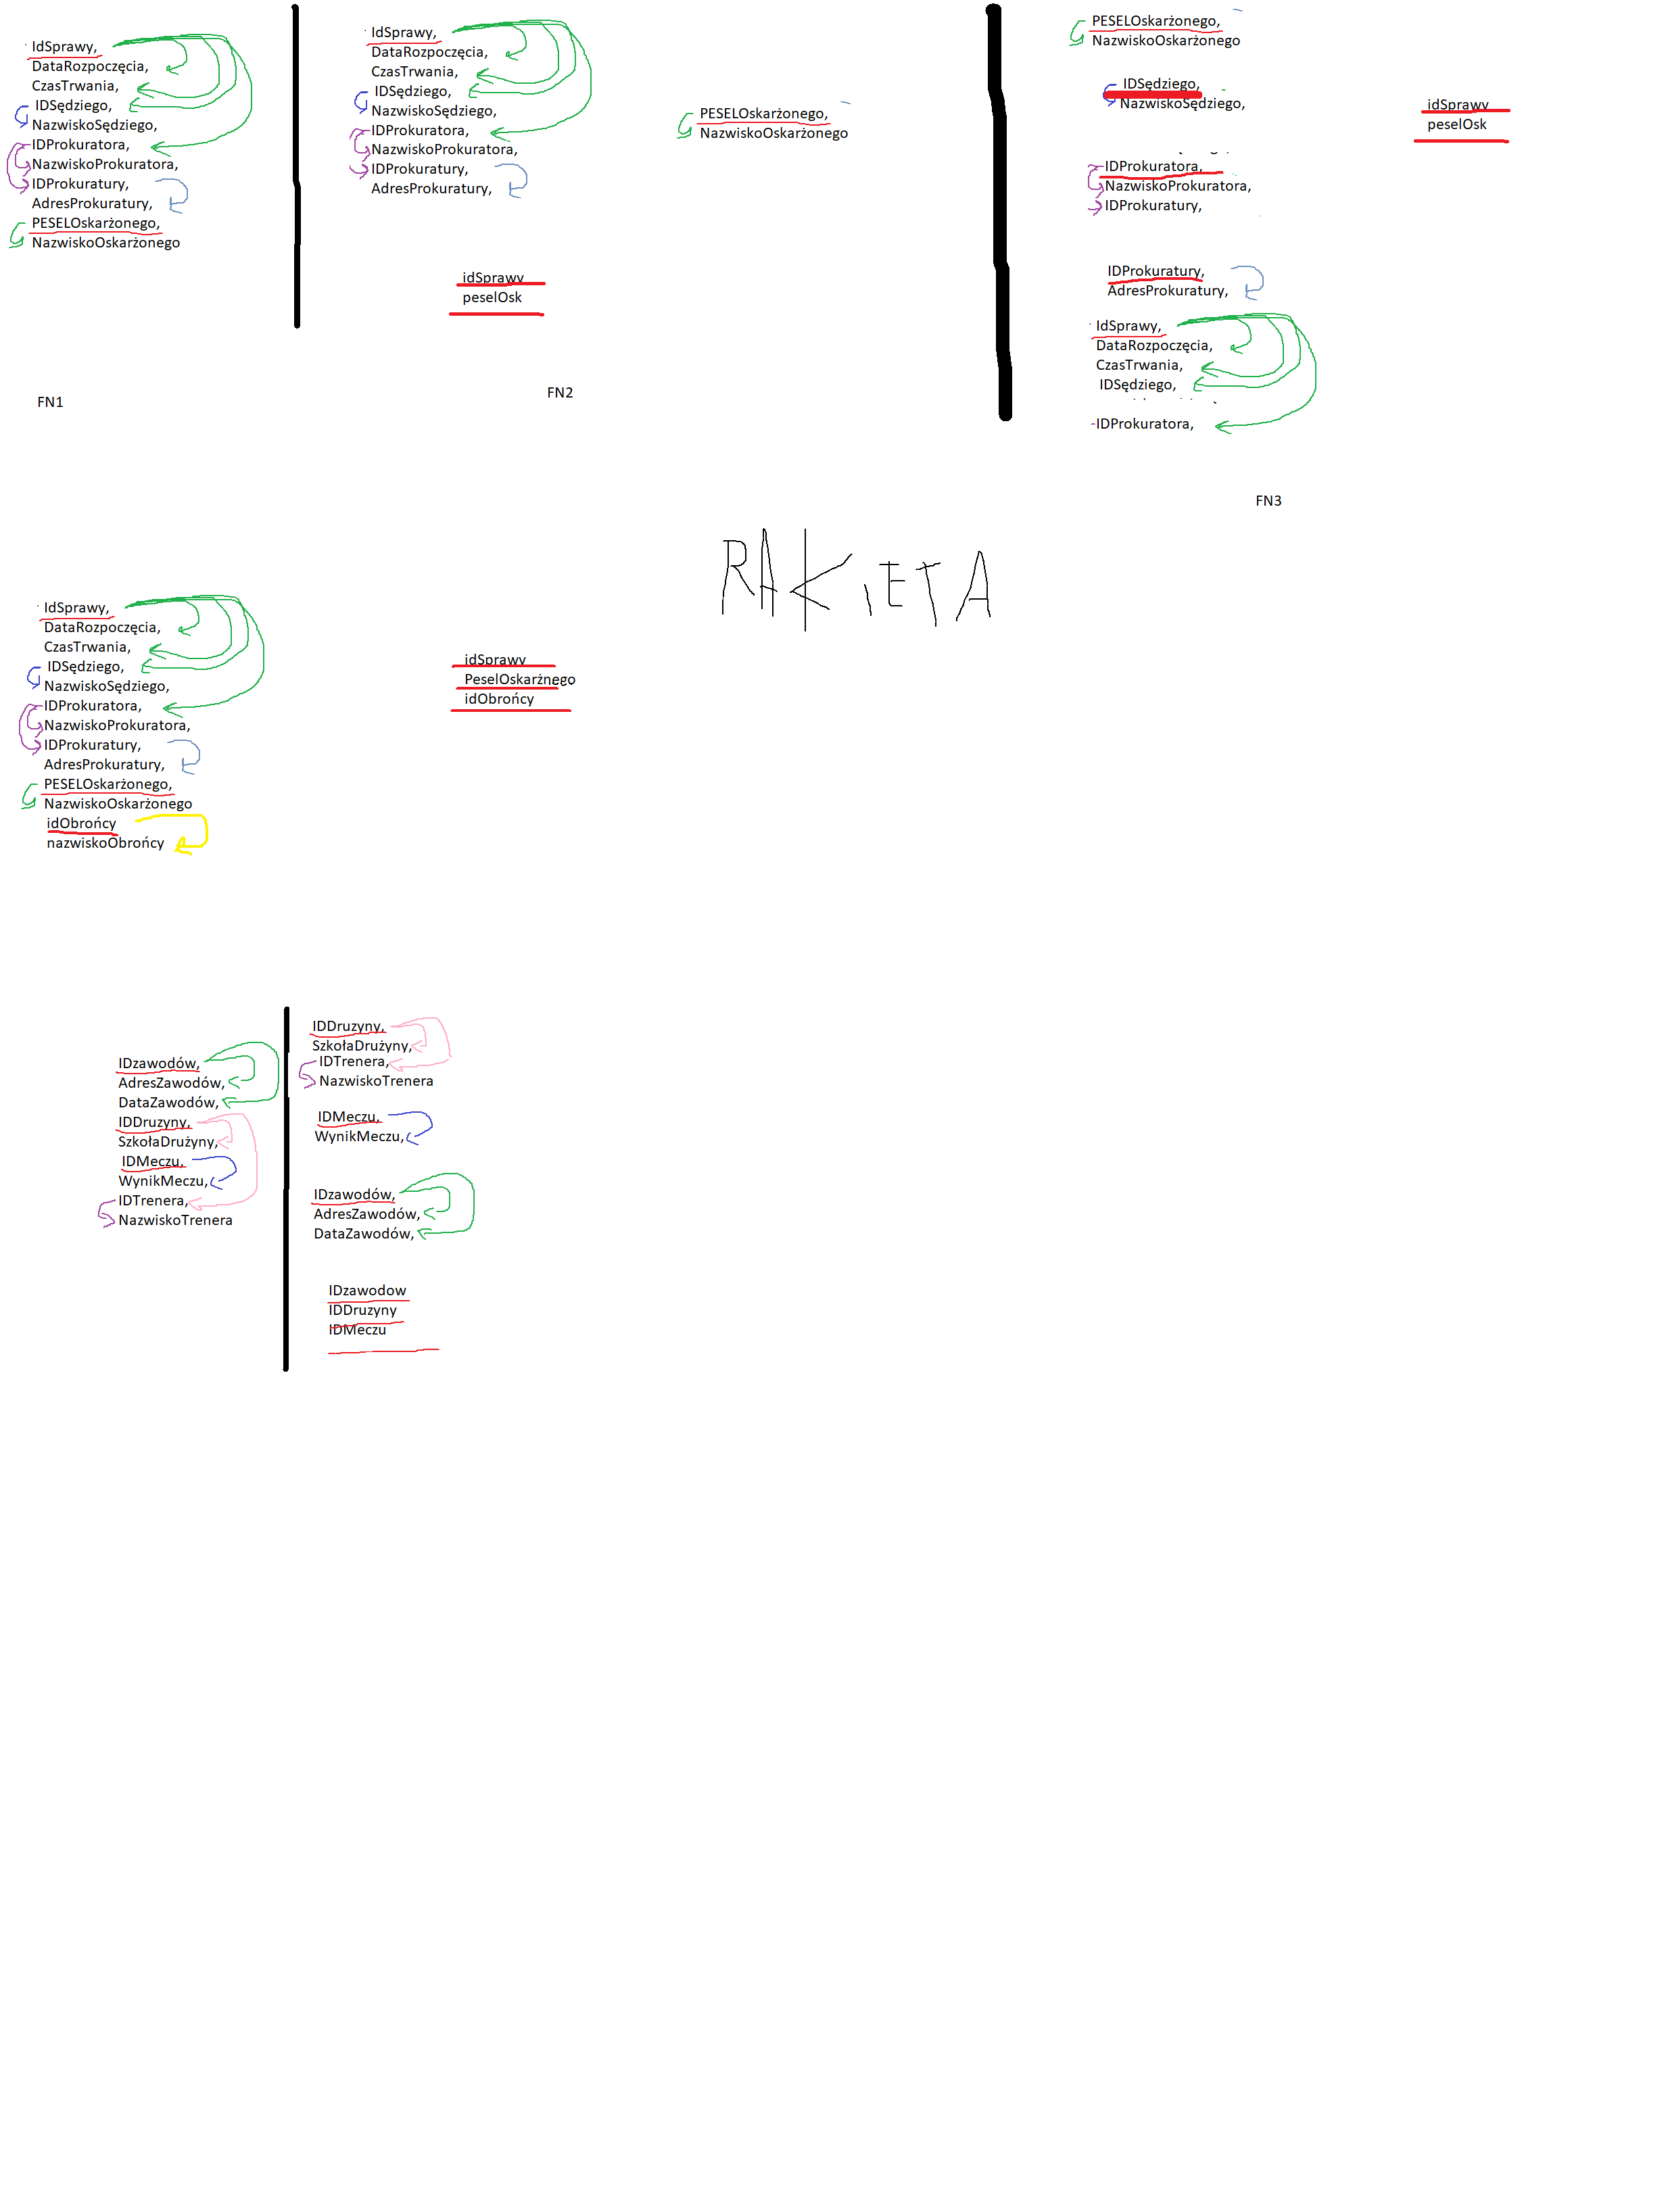 IdSprawy,
DataRozpoczęcia,
CzasTrwania,
IDSędziego,
NazwiskoSędziego,
IDProkuratora,
NazwiskoProkuratora,
IDProkuratury,
AdresProkuratury,
PESELOskarżonego,
NazwiskoOskarżonego
FN1
IdSprawy,
DataRozpoczęcia,
CzasTrwania,
IDSędziego,
NazwiskoSędziego,
IDProkuratora,
NazwiskoProkuratora,
IDProkuratury,
AdresProkuratury,
PESELOskarżonego,
NazwiskoOskarżonego
idSprawy
peselOsk
FN2
PESELOskarżonego,
NazwiskoOskarżonego
IDSędziego,
NazwiskoSędziego,
idSprawy
peselOsk
IDProkuratora,
NazwiskoProkuratora,
IDProkuratury,
IDProkuratury,
AdresProkuratury,
IdSprawy,
DataRozpoczęcia,
CzasTrwania,
IDSędziego,
IDProkuratora,
FN3
RAKiETA
IdSprawy,
DataRozpoczęcia,
CzasTrwania,
IDSędziego,
NazwiskoSędziego,
IDProkuratora,
NazwiskoProkuratora,
IDProkuratury,
AdresProkuratury,
PESELOskarżonego,
NazwiskoOskarżonego
idObrońcy
nazwiskoObrońcy
idSprawy
PeselOskarżnego
idObrońcy
IDzawodów,
AdresZawodów,
DataZawodów,
IDDruzyny,
SzkołaDrużyny,
IDMeczu,
WynikMeczu,
IDTrenera,
NazwiskoTrenera
IDDruzyny,
SzkołaDrużyny,
IDTrenera,
NazwiskoTrenera
IDMeczu,
WynikMeczu,
IDzawodów,
AdresZawodów,
DataZawodów,
IDzawodow
IDDruzyny
IDMeczu